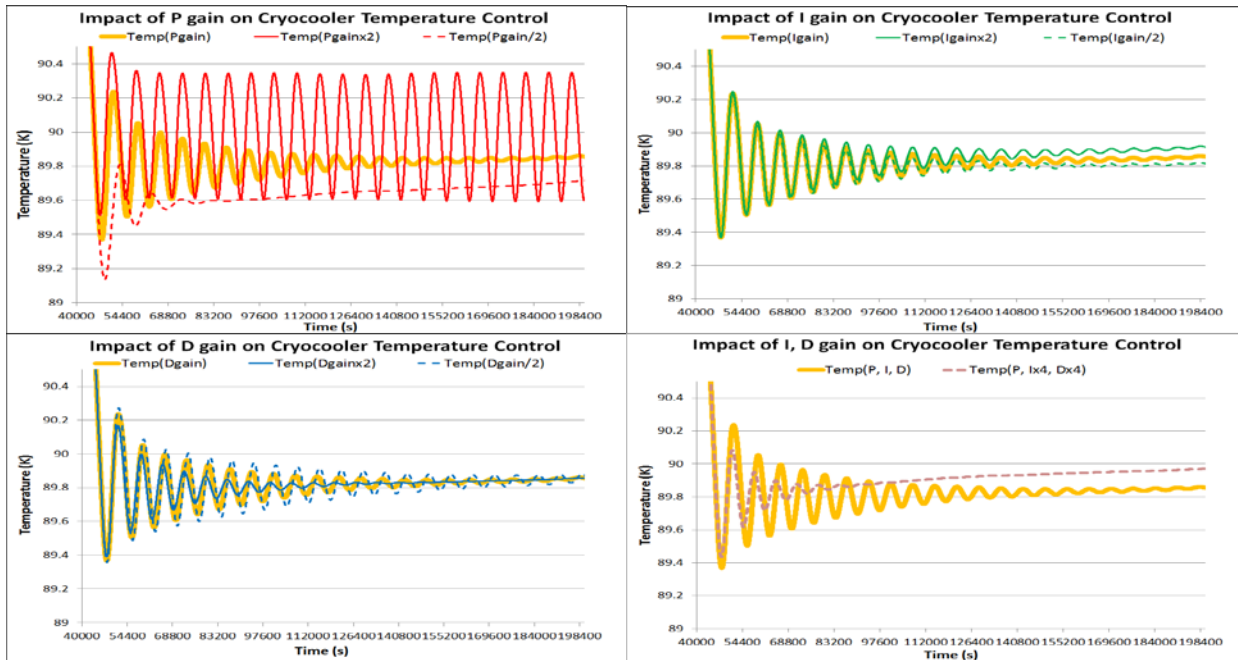 Impact of P gain on Cryocooler Temperature Control
Temp(Pgain) Temp(Pgainx2) Temp(Pgain/2)
90.4
90.2
90
89.8
89.6
89.4
89.2
89
Temperature (K)
40000 54400 68800 83200 97600 112000 126400 140800 155200 169600 184000 198400
Time (s)
Impact of I gain on Cryocooler Temperature Control
Temp(Igain) Temp(Igainx2) Temp(Igain/2)
90.4
90.2
90
89.8
89.6
89.4
89.2
89
Temperature (K)
40000 54400 68800 83200 97600 112000 126400 140800 155200 169600 184000 198400
Time (s)
Impact of D gain on Cryocooler Temperature Control
Temp(Dgain) Temp(Dgainx2) Temp(Dgain/2)
90.4
90.2
90
89.8
89.6
89.4
89.2
89
Temperature (K)
40000 54400 68800 83200 97600 112000 126400 140800 155200 169600 184000 198400
Time (s)
Impact of I, D gain on Cryocooler Temperature Control
Temp(P, I, D) Temp(P, Ix4, Dx4)
90.4
90.2
90
89.8
89.6
89.4
89.2
89
Temperature (K)
40000 54400 68800 83200 97600 112000 126400 140800 155200 169600 184000 198400
Time (s)